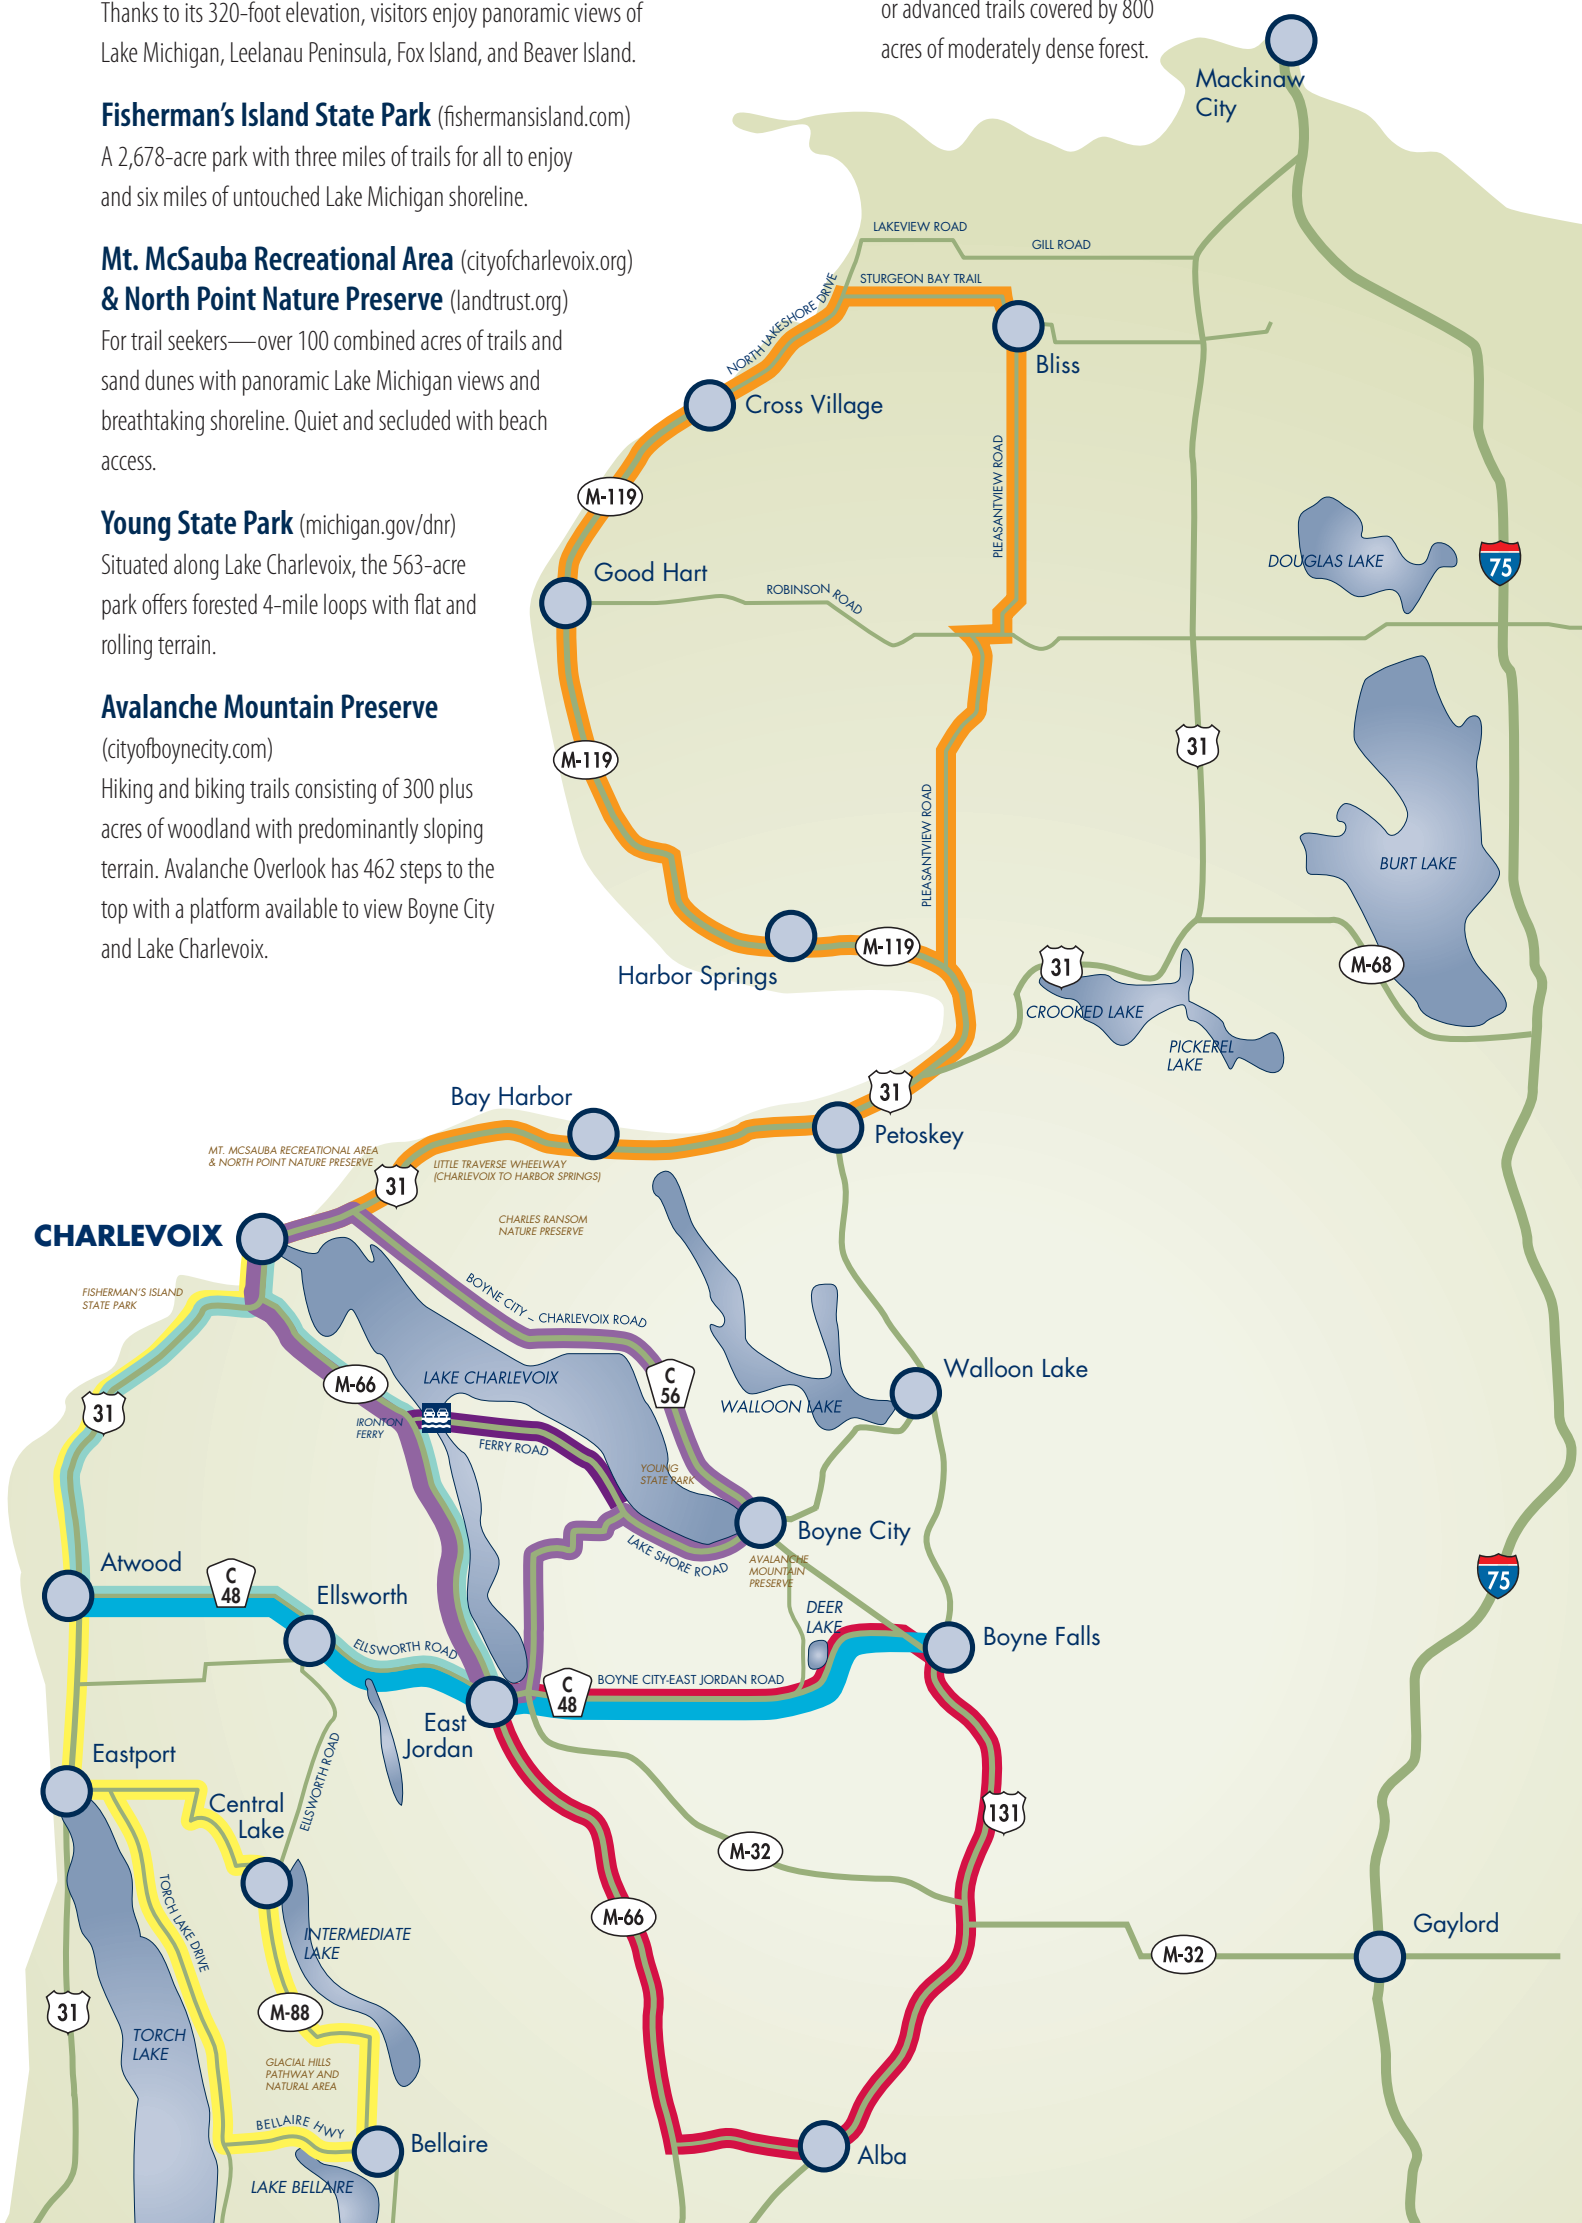 Thanks to its 320-foot elevation, visitors enjoy panoramic views of
Lake Michigan, Leelanau Peninsula, Fox Island, and Beaver Island.
Fisherman's Island State Park (fishermansisland.com)
A 2,678-acre park with three miles of trails for all to enjoy
and six miles of untouched Lake Michigan shoreline.
Mt. McSauba Recreational Area (cityofcharlevoix.org)
& North Point Nature Preserve (landtrust.org)
For trail seekers—over 100 combined acres of trails and
sand dunes with panoramic Lake Michigan views and
breathtaking shoreline. Quiet and secluded with beach
access.
Young State Park (michigan.gov/dnr)
Situated along Lake Charlevoix, the 563-acre
park offers forested 4-mile loops with flat and
rolling terrain.
Avalanche Mountain Preserve
(cityofboynecity.com)
Hiking and biking trails consisting of 300 plus
acres of woodland with predominantly sloping
terrain. Avalanche Overlook has 462 steps to the
top with a platform available to view Boyne City
and Lake Charlevoix.
or advanced trails covered by 800
acres of moderately dense forest.
Mackinaw
City
LAKEVIEW ROAD
GILL ROAD
STURGEON BAY TRAIL
NORTH LAKESHORE DRIVE
Bliss
Cross Village
PLEASANTVIEW ROAD
M-119
DOUGLAS LAKE
75
Good Hart
ROBINSON ROAD
31
M-119
PLEASANTVIEW ROAD
BURT LAKE
Harbor Springs
M-119
31
M-68
CROOKED LAKE
PICKEREL
LAKE
31
Bay Harbor
Petoskey
MT. MCSAUBA RECREATIONAL AREA
& NORTH POINT NATURE PRESERVE
LITTLE TRAVERSE WHEELWAY
(CHARLEVOIX TO HARBOR SPRINGS)
31
CHARLES RANSOM
NATURE PRESERVE
CHARLEVOIX
FISHERMAN'S ISLAND
STATE PARK
BOYNE CITY – CHARLEVOIX ROAD
LAKE CHARLEVOIX
M-66
C
56
Walloon Lake
WALLOON LAKE
31
IRONTON
FERRY
FERRY ROAD
YOUNG
STATE PARK
Boyne City
LAKE SHORE ROAD
AVALANCHE
MOUNTAIN
PRESERVE
Atwood
C
48
Ellsworth
75
DEER
LAKE
Boyne Falls
ELLSWORTH ROAD
C
48
BOYNE CITY-EAST JORDAN ROAD
East
Jordan
Eastport
ELLSWORTH ROAD
Central
Lake
131
M-32
TORCH LAKE DRIVE
M-66
INTERMEDIATE
LAKE
Gaylord
M-32
31
M-88
TORCH
LAKE
GLACIAL HILLS
PATHWAY AND
NATURAL AREA
BELLAIRE HWY
Bellaire
Alba
LAKE BELLAIRE